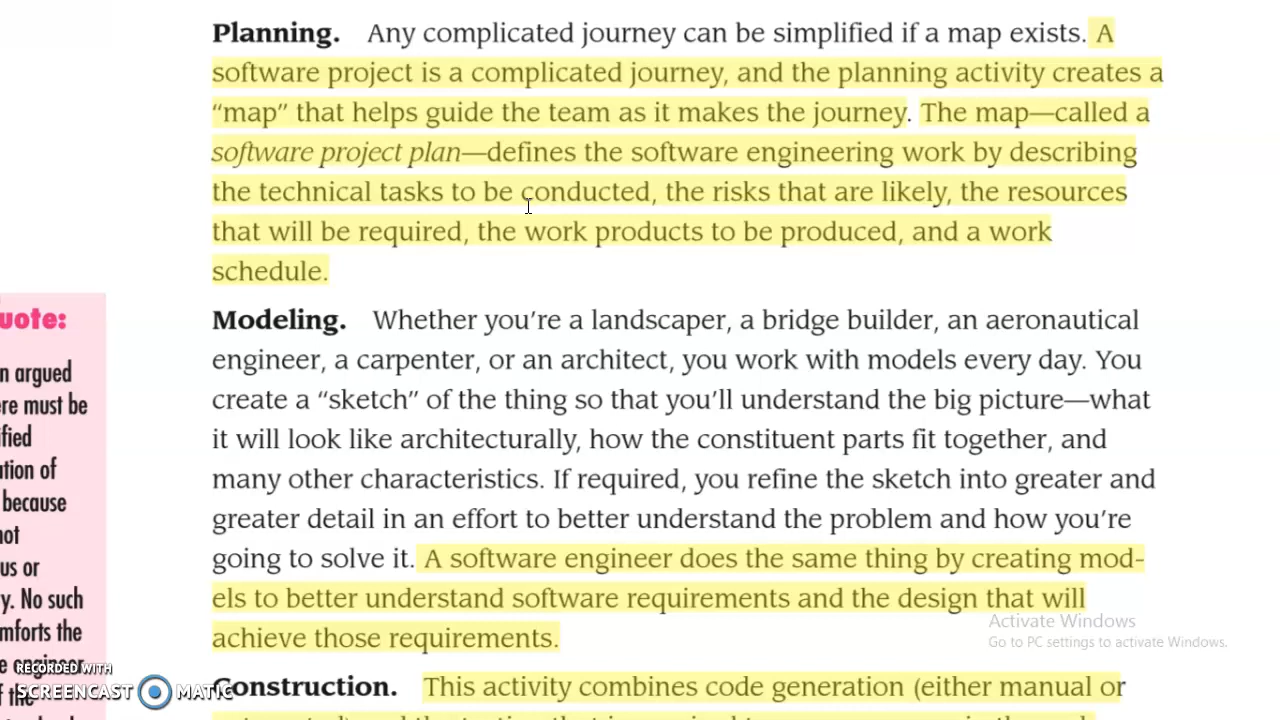 Planning. Any complicated journey can be simplified if a map exists. A
software project is a complicated journey, and the planning activity creates a
“map” that helps guide the team as it makes the journey. The map—called a
software project plan—defines the software engineering work by describing
the technical tasks to be conducted, the risks that are likely, the resources
that will be required, the work products to be produced, and a work
schedule.
Modeling. Whether you’re a landscaper, a bridge builder, an aeronautical
engineer, a carpenter, or an architect, you work with models every day. You
create a “sketch” of the thing so that you’ll understand the big picture—what
it will look like architecturally, how the constituent parts fit together, and
many other characteristics. If required, you refine the sketch into greater and
greater detail in an effort to better understand the problem and how you’re
going to solve it. A software engineer does the same thing by creating mod-
els to better understand software requirements and the design that will
achieve those requirements.
Construction. This activity combines code generation (either manual or
uote:
n argued
re must be
ified
ation of
because
not
us or
y. No such
mforts the
e engineer
f the
Activate Windows
Go to PC settings to activate Windows.
RECORDED WITH
SCREENCAST MATIC